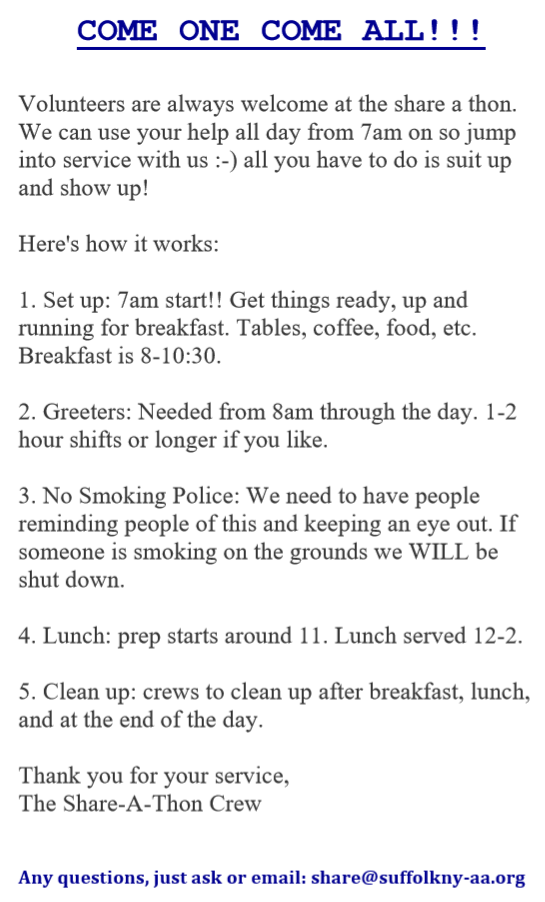 COME ONE COME ALL!!!
Volunteers are always welcome at the share a thon.
We can use your help all day from 7am on so jump
into service with us :-) all you have to do is suit up
and show up!
Here's how it works:
1. Set up: 7am start!! Get things ready, up and
running for breakfast. Tables, coffee, food, etc.
Breakfast is 8-10:30.
2. Greeters: Needed from 8am through the day. 1-2
hour shifts or longer if you like.
3. No Smoking Police: We need to have people
reminding people of this and keeping an eye out. If
someone is smoking on the grounds we WILL be
shut down.
4. Lunch: prep starts around 11. Lunch served 12-2.
5. Clean up: crews to clean up after breakfast, lunch,
and at the end of the day.
Thank you for your service,
The Share-A-Thon Crew
Any questions, just ask or email: share@suffolkny-aa.org